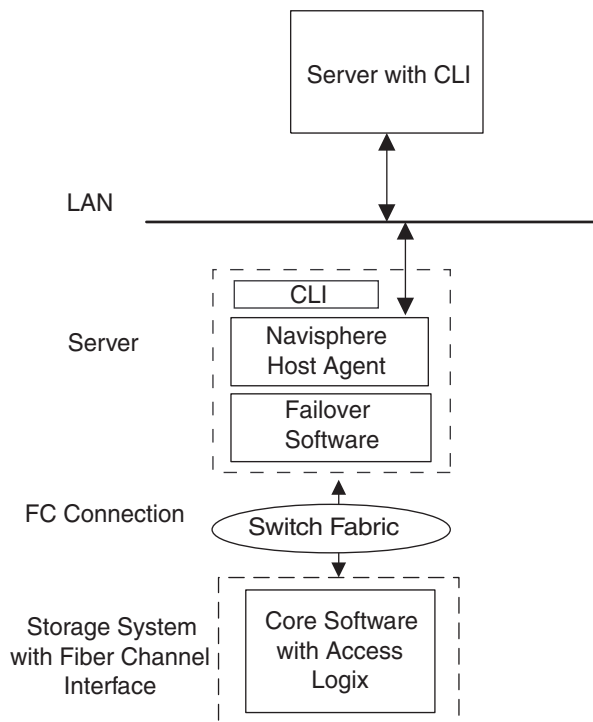 Server with CLI
LAN
CLI
Server
Navisphere
Host Agent
Failover
Software
FC Connection
Switch Fabric
Storage System
with Fiber Channel
Interface
Core Software
with Access
Logix